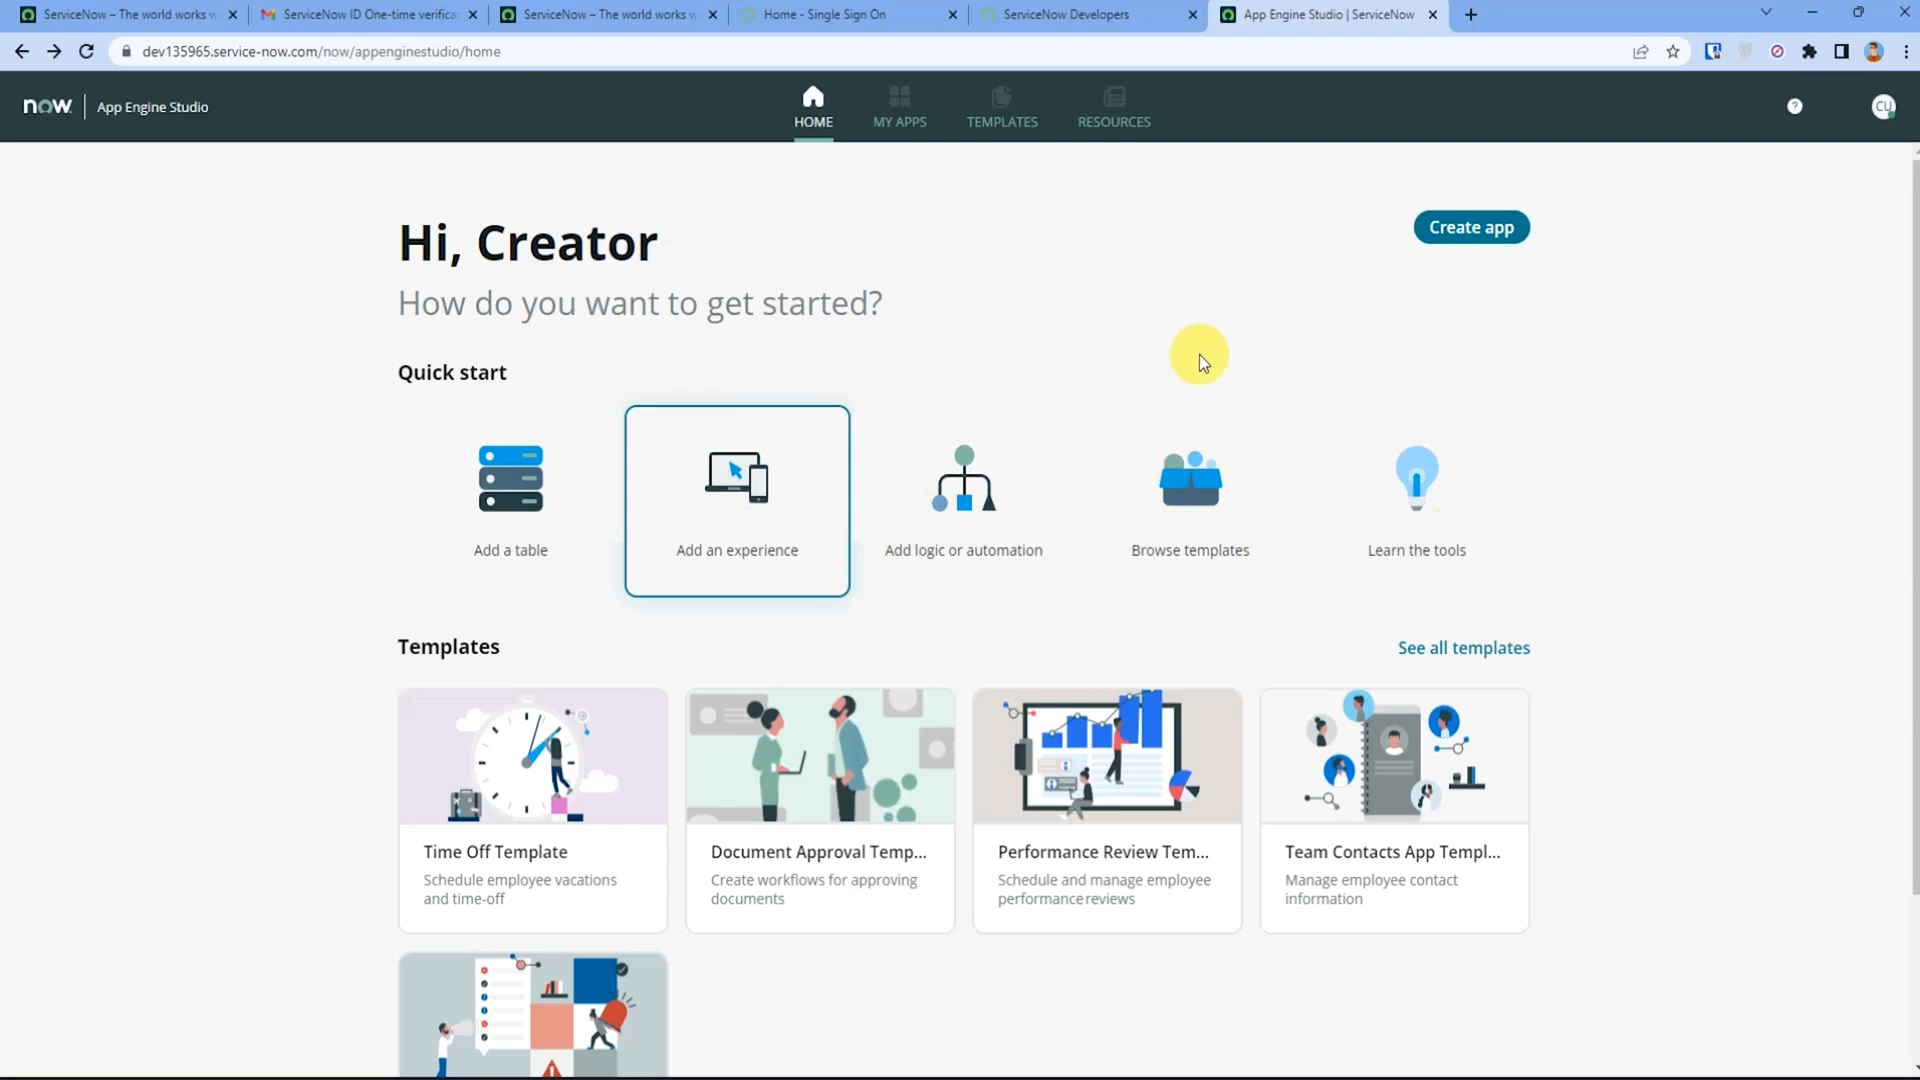 ServiceNow – The world works w
ServiceNow ID One-time verifica
ServiceNow – The world works w
Home - Single Sign On
ServiceNow Developers
App Engine Studio | ServiceNow
dev135965.service-now.com/now/appenginestudio/home
now.
App Engine Studio
HOME
MY APPS
TEMPLATES
RESOURCES
?
CU
Hi, Creator
Create app
How do you want to get started?
Quick start
Add a table
Add an experience
Add logic or automation
Browse templates
Learn the tools
Templates
See all templates
Time Off Template
Schedule employee vacations
and time-off
Document Approval Temp...
Create workflows for approving
documents
Performance Review Tem...
Schedule and manage employee
performance reviews
Team Contacts App Templ...
Manage employee contact
information